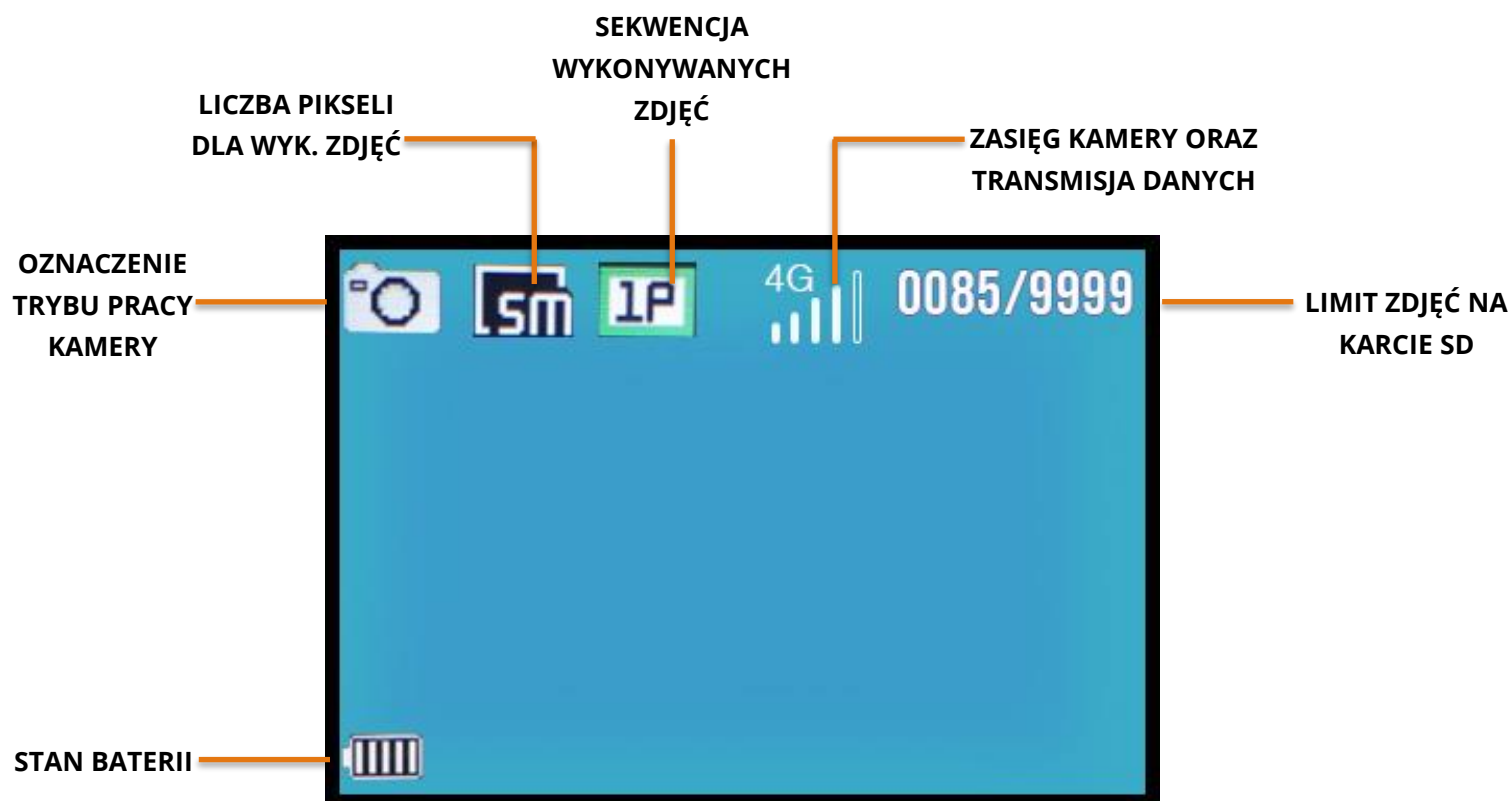 SEKWENCJA
WYKONYWANYCH
ZDJĘĆ
LICZBA PIKSELI
DLA WYK. ZDJĘĆ
ZASIĘG KAMERY ORAZ
TRANSMISJA DANYCH
OZNACZENIE
TRYBU PRACY
KAMERY
5m
1P
4G
0085/9999
LIMIT ZDJĘĆ NA
KARCIE SD
STAN BATERII